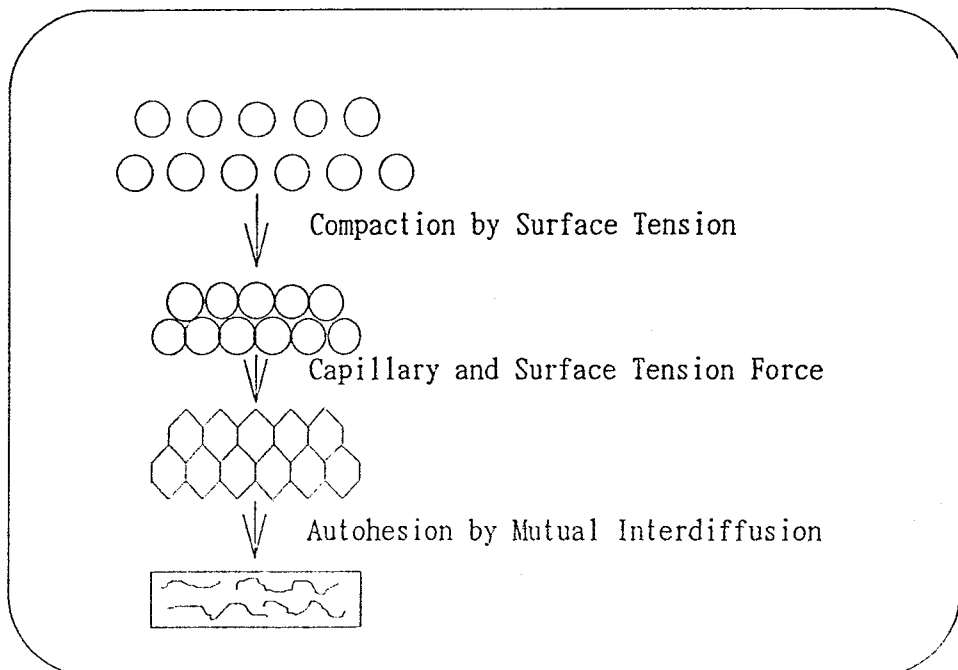 Compaction by Surface Tension
Capillary and Surface Tension Force
Autohesion by Mutual Interdiffusion